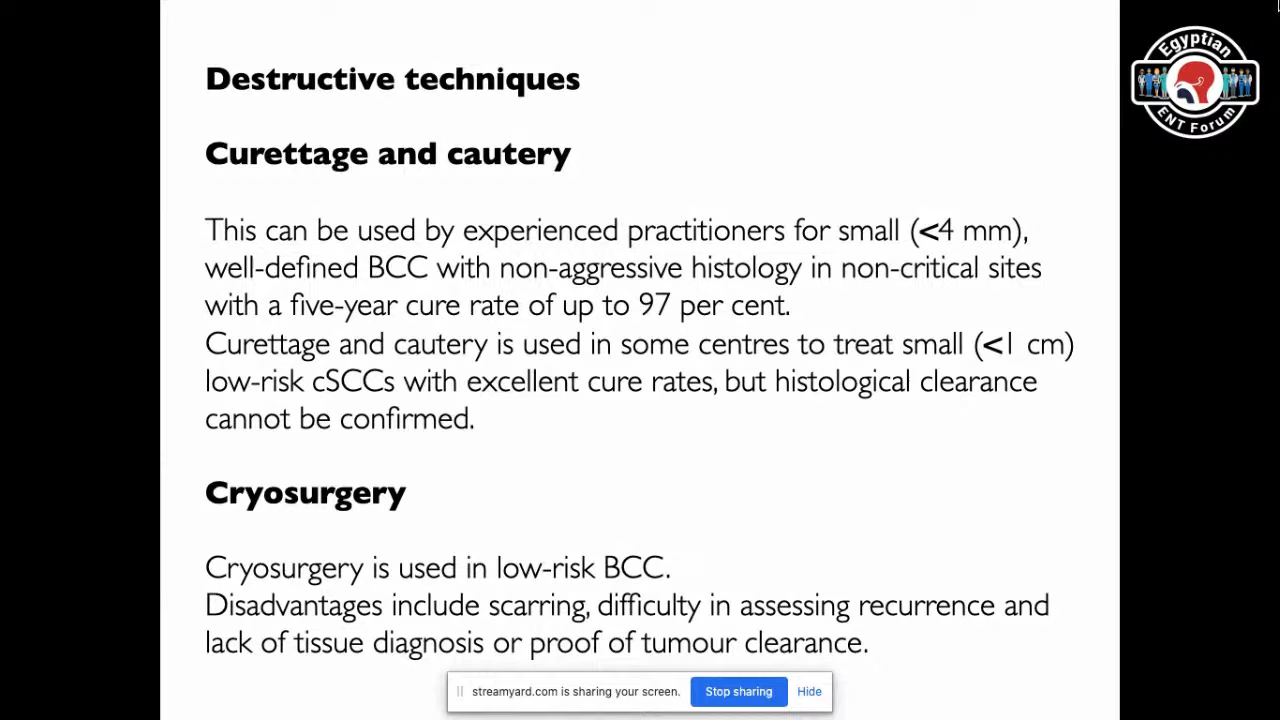 Egyptian
ENT Forum
Destructive techniques
Curettage and cautery
This can be used by experienced practitioners for small (<4 mm),
well-defined BCC with non-aggressive histology in non-critical sites
with a five-year cure rate of up to 97 per cent.
Curettage and cautery is used in some centres to treat small (<1 cm)
low-risk cSCCs with excellent cure rates, but histological clearance
cannot be confirmed.
Cryosurgery
Cryosurgery is used in low-risk BCC.
Disadvantages include scarring, difficulty in assessing recurrence and
lack of tissue diagnosis or proof of tumour clearance.
streamyard.com is sharing your screen. Stop sharing Hide